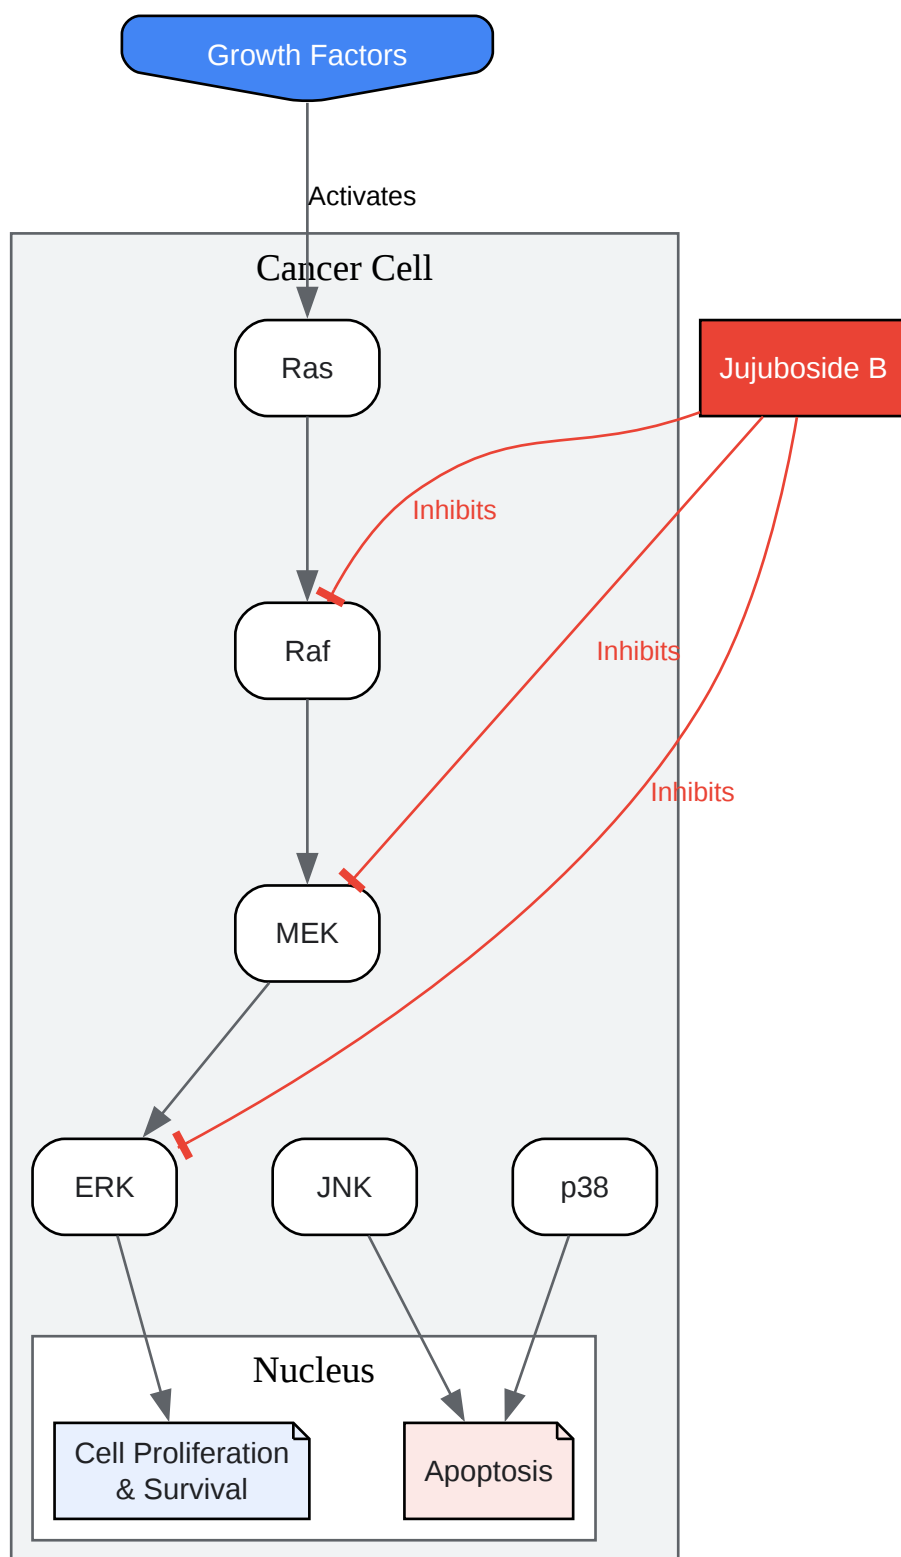 Growth Factors
Activates
Cancer Cell
Ras
Jujuboside B
Inhibits
Raf
Inhibits
Inhibits
MEK
ERK
JNK
p38
Nucleus
Cell Proliferation
& Survival
Apoptosis